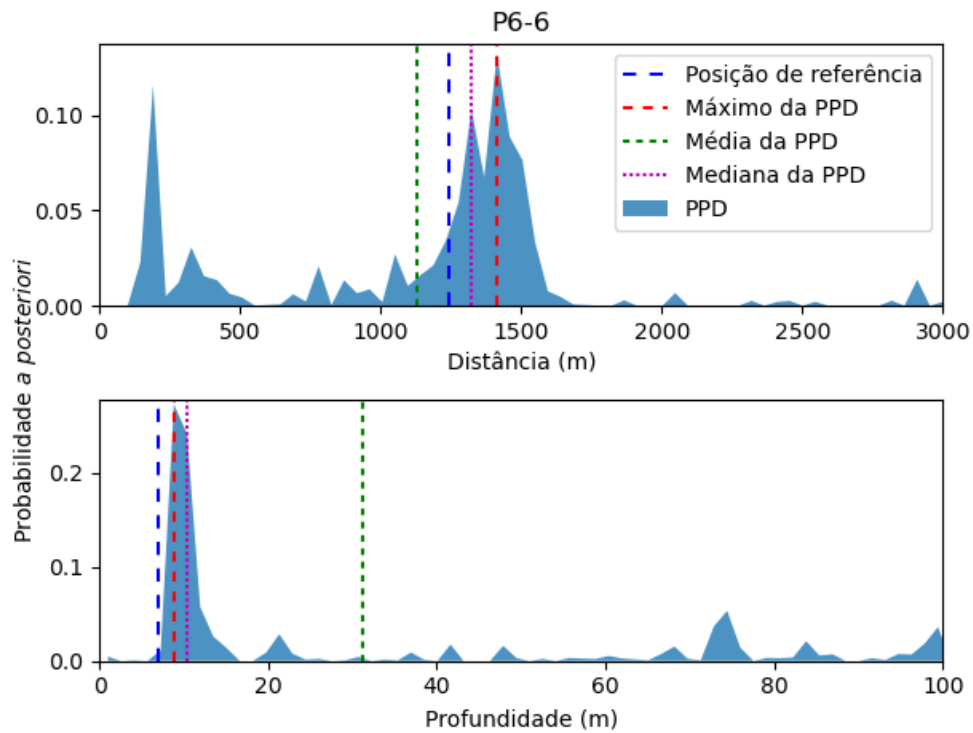 P6-6
Probabilidade a posteriori
0.10
0.05
0.00
Posição de referência
Máximo da PPD
Média da PPD
Mediana da PPD
PPD
0 500 1000 1500 2000 2500 3000
Distância (m)
0.2
0.1
0.0
0 20 40 60 80 100
Profundidade (m)